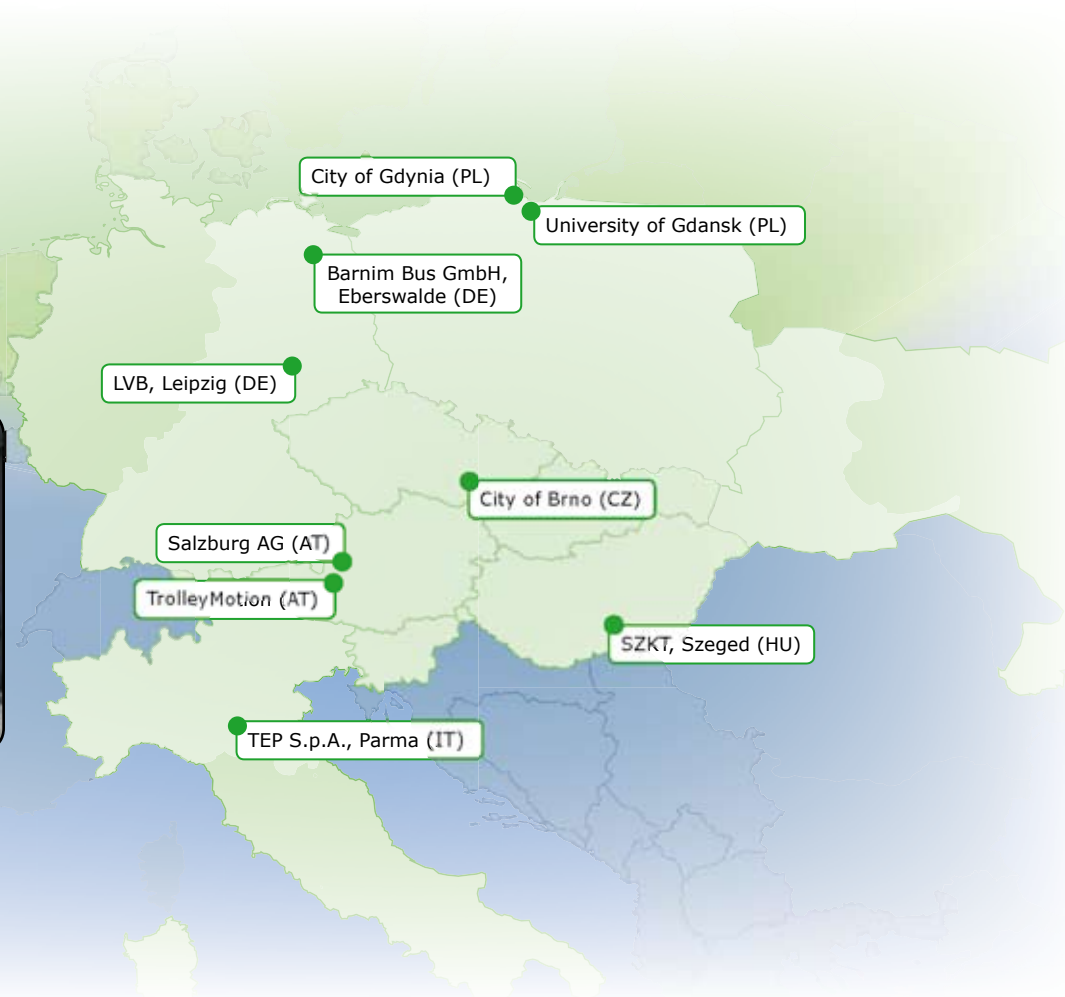 City of Gdynia (PL)
University of Gdansk (PL)
Barnim Bus GmbH,
Eberswalde (DE)
LVB, Leipzig (DE)
City of Brno (CZ)
Salzburg AG (AT)
TrolleyMotion (AT)
SZKT, Szeged (HU)
TEP S.p.A., Parma (IT)